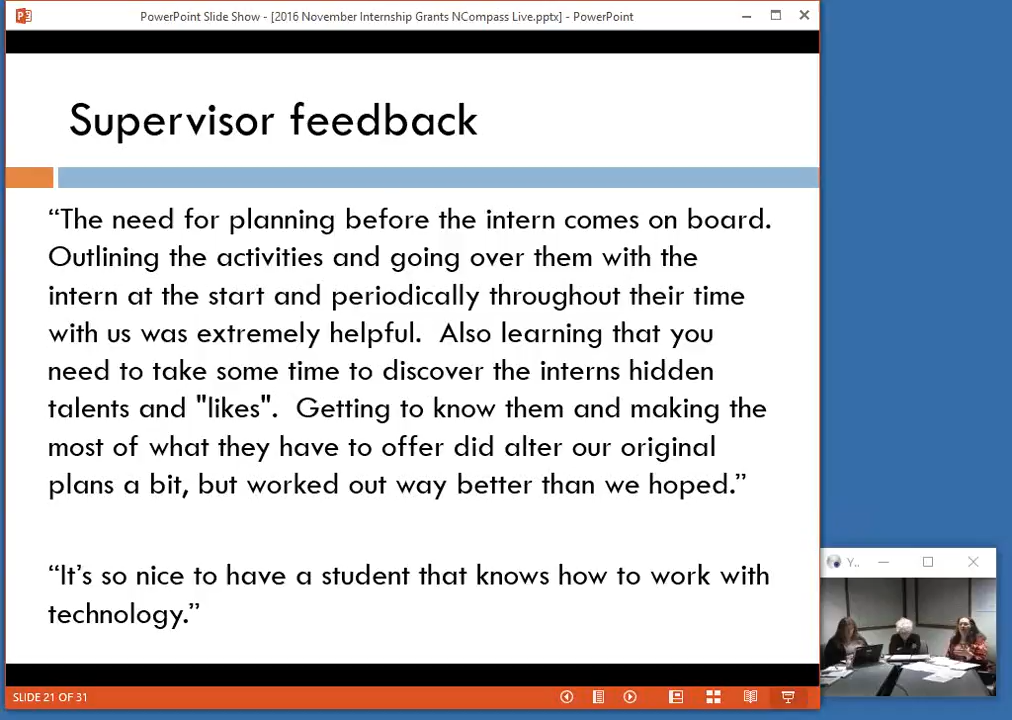 PowerPoint Slide Show - [2016 November Internship Grants NCompass Live.pptx] - PowerPoint
Supervisor feedback
“The need for planning before the intern comes on board.
Outlining the activities and going over them with the
intern at the start and periodically throughout their time
with us was extremely helpful.  Also learning that you
need to take some time to discover the interns hidden
talents and "likes".  Getting to know them and making the
most of what they have to offer did alter our original
plans a bit, but worked out way better than we hoped.”
“It’s so nice to have a student that knows how to work with
technology.”
Y..
SLIDE 21 OF 31